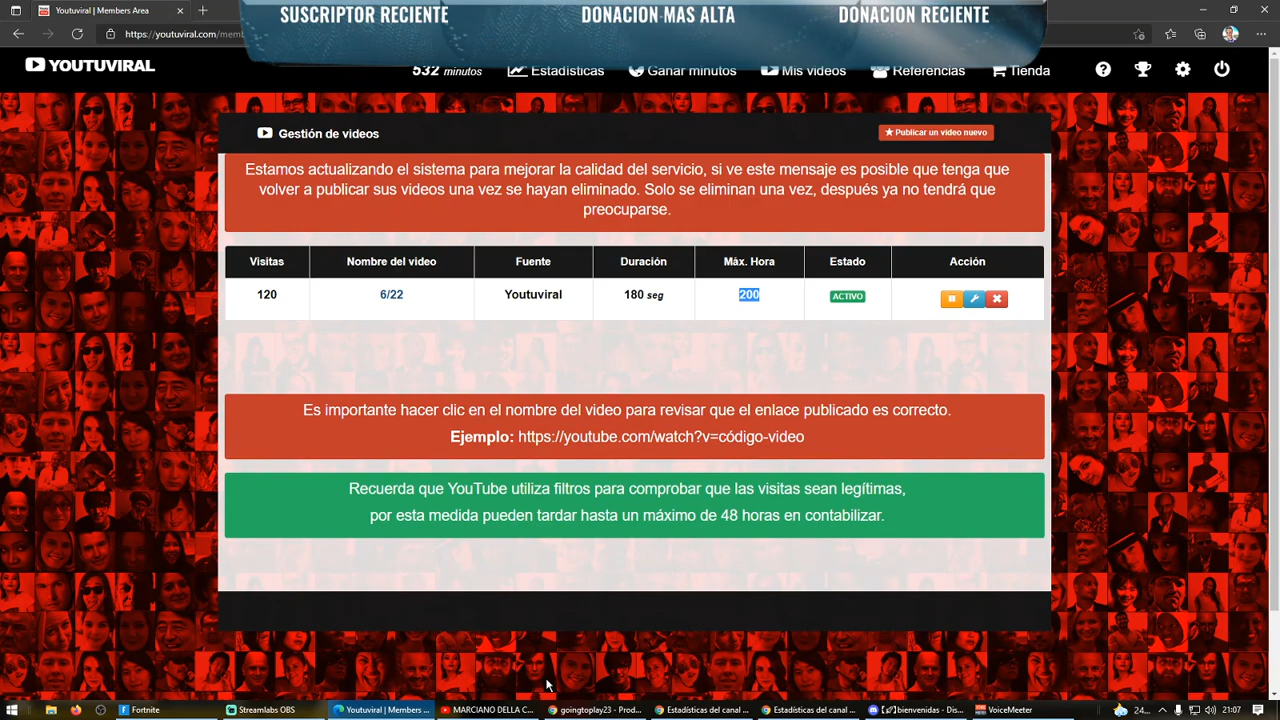 Youtuviral | Members Area
https://youtuviral.com/mem
SUSCRIPTOR RECIENTE
DONACION MAS ALTA
DONACION RECIENTE
YOUTUVIRAL
532 minutos
Estadísticas
Ganar minutos
Mis videos
Referencias
Tienda
Gestión de videos
Publicar un video nuevo
Estamos actualizando el sistema para mejorar la calidad del servicio, si ve este mensaje es posible que tenga que
volver a publicar sus videos una vez se hayan eliminado. Solo se eliminan una vez, después ya no tendrá que
preocuparse.
Visitas Nombre del video Fuente Duración Máx. Hora Estado Acción
120 6/22 Youtuviral 180 seg 200 ACTIVO
Es importante hacer clic en el nombre del video para revisar que el enlace publicado es correcto.
Ejemplo: https://youtube.com/watch?v=código-video
Recuerda que YouTube utiliza filtros para comprobar que las visitas sean legítimas,
por esta medida pueden tardar hasta un máximo de 48 horas en contabilizar.
Fortnite
Streamlabs OBS
Youtuviral | Members ...
MARCIANO DELLA C...
goingtoplay23 - Prod...
Estadísticas del canal ...
Estadísticas del canal ...
bienvenidas - Dis...
VoiceMeeter
24...
21:07